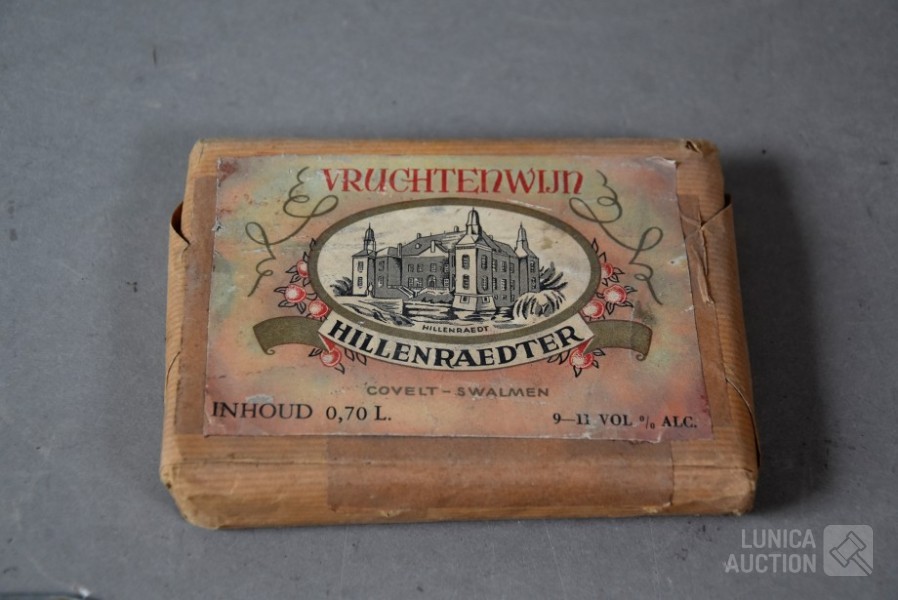 VRUCHTENWIJN
HILLENRAEDT
HILLENRAEDTER
COVELT – SWALMEN
INHOUD 0,70 L.
9–11 VOL % ALC.
LUNICA
AUCTION